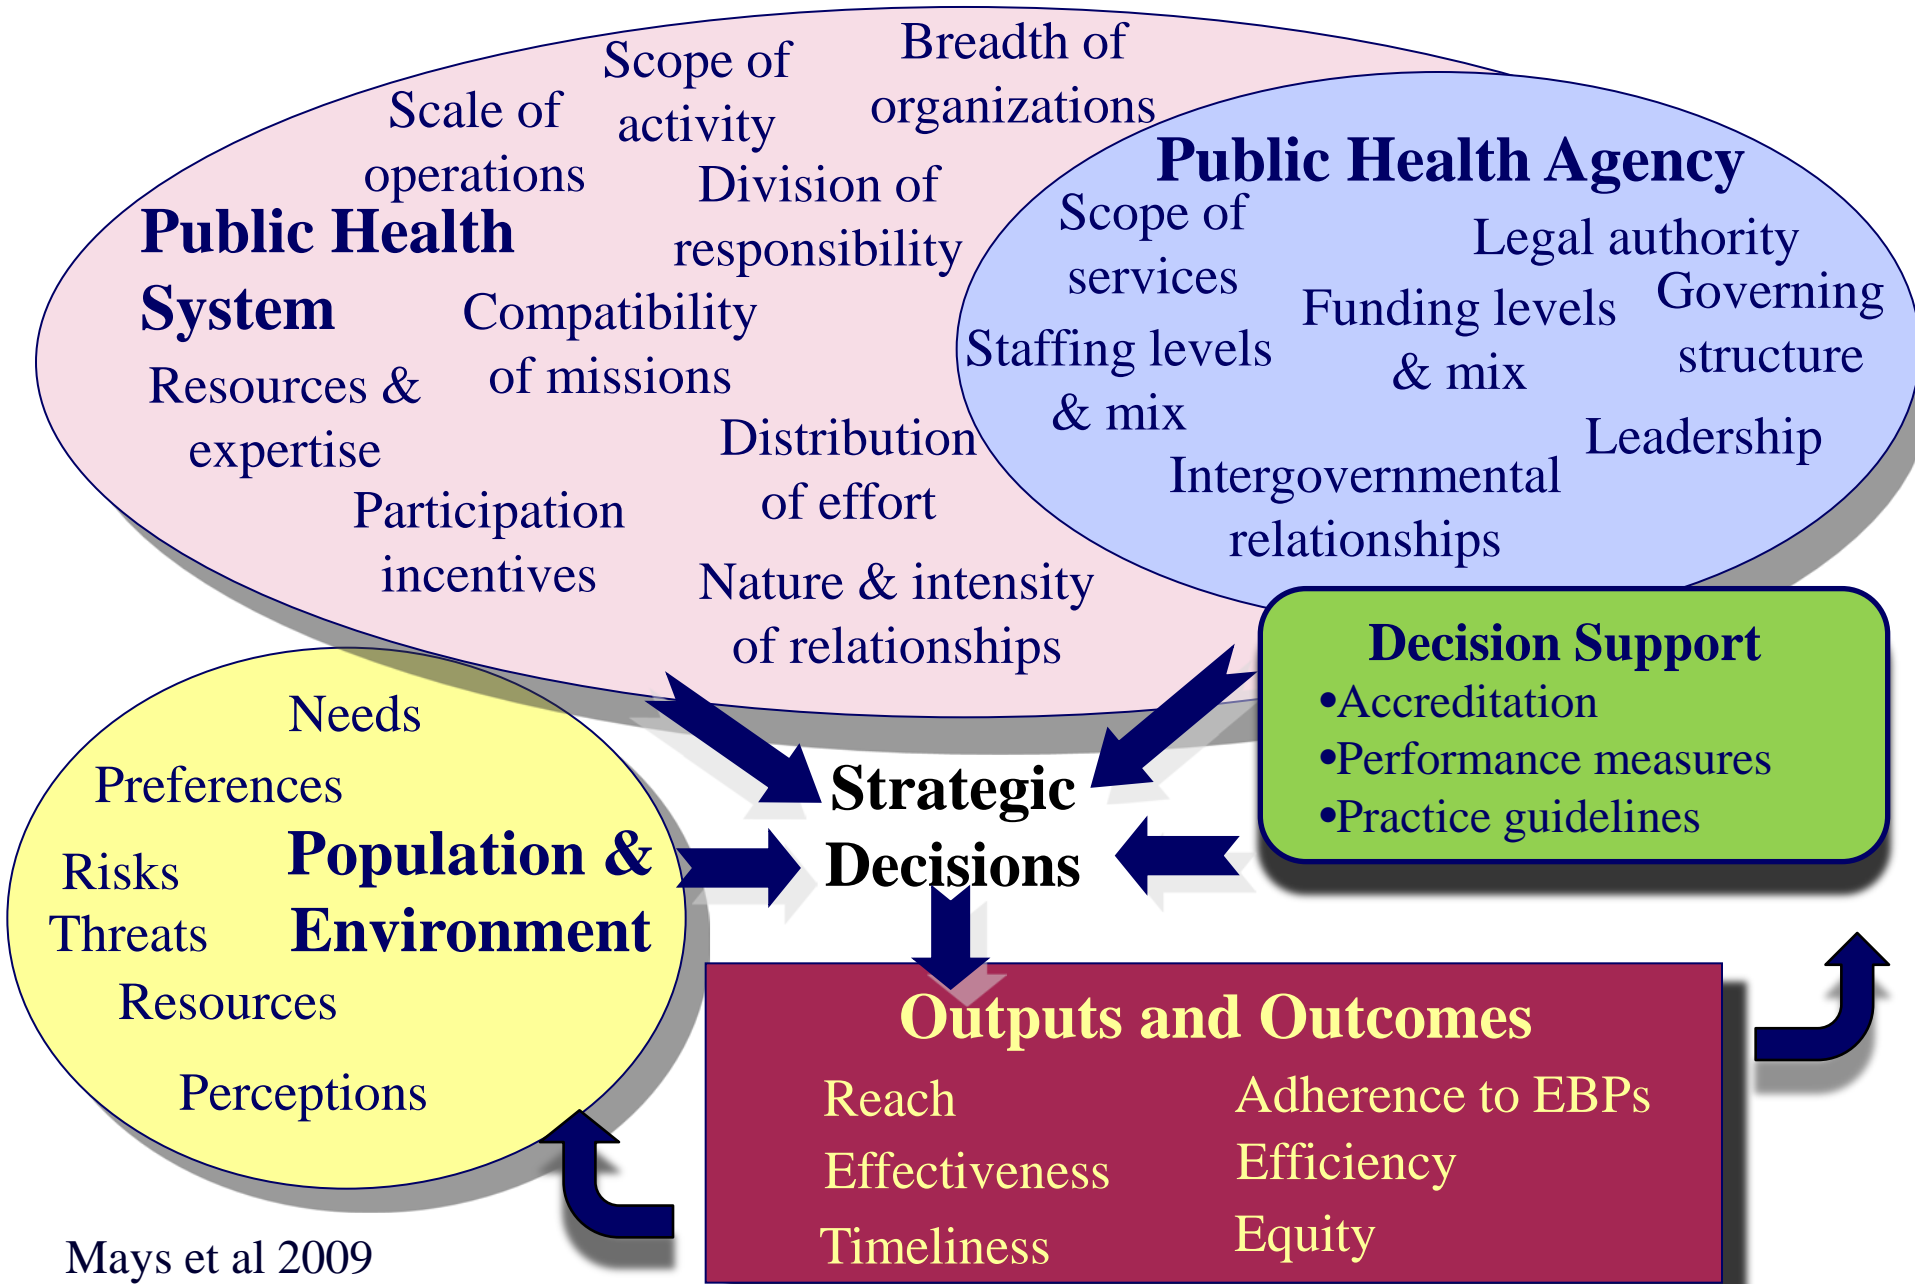 Scope of
activity
Breadth of
organizations
Scale of
operations
Division of
responsibility
Public Health
System
Compatibility
of missions
Resources &
expertise
Distribution
of effort
Participation
incentives
Nature & intensity
of relationships
Public Health Agency
Scope of
services
Legal authority
Governing
structure
Funding levels
& mix
Staffing levels
& mix
Leadership
Intergovernmental
relationships
Decision Support
•Accreditation
•Performance measures
•Practice guidelines
Needs
Preferences
Risks
Population &
Environment
Threats
Resources
Perceptions
Strategic
Decisions
Outputs and Outcomes
Reach
Effectiveness
Timeliness
Adherence to EBPs
Efficiency
Equity
Mays et al 2009